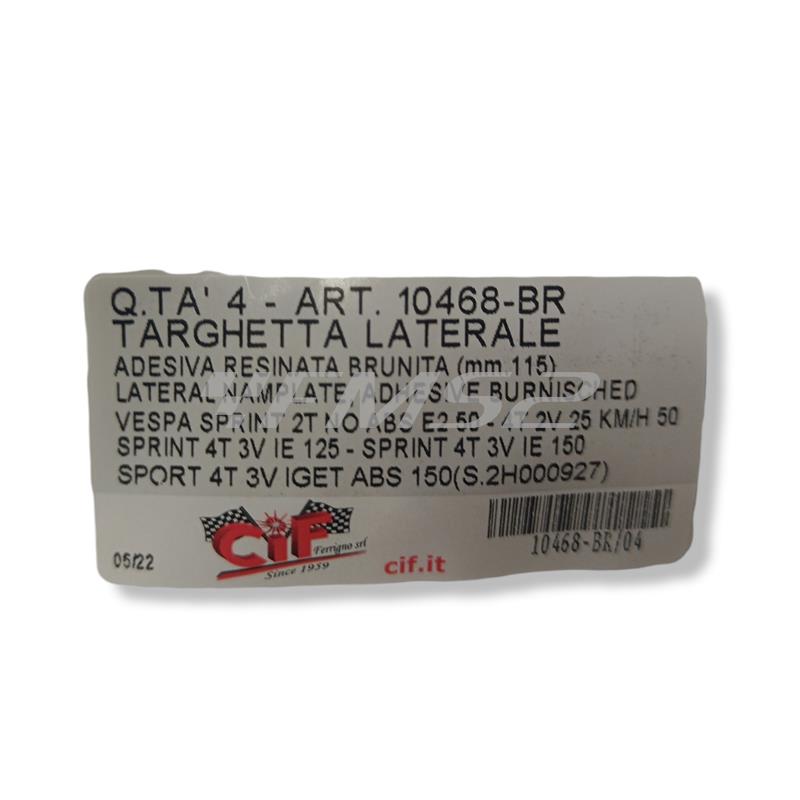 Q.TA' 4 - ART. 10468-BR
TARGHETTA LATERALE
ADESIVA RESINATA BRUNITA (mm.115)
LATERAL NAMPLATE, ADHESIVE BURNISCHED
VESPA SPRINT 2T NO ABS E2 50 - 4T 2V 25 KM/H 50
SPRINT 4T 3V IE 125 - SPRINT 4T 3V IE 150
SPORT 4T 3V IGET ABS 150(S.2H000927)
CiF
Ferrigno srl
Since 1959
05/22
cif.it
10468-BR/04